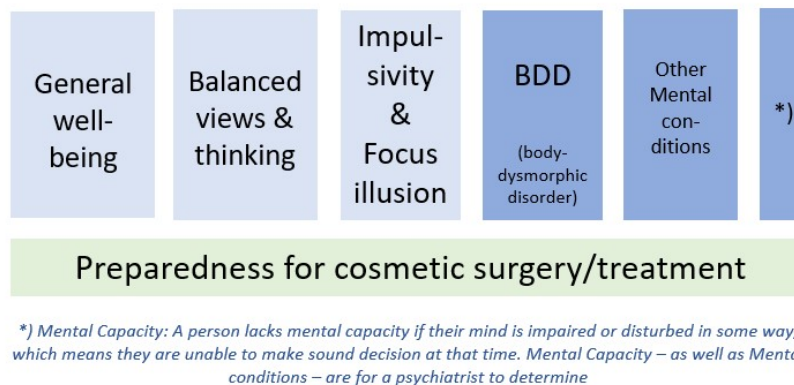 General
well-
being
Balanced
views &
thinking
Impul-
sivity
&
Focus
illusion
BDD
(body-
dysmorphic
disorder)
Other
Mental
con-
ditions
*)
Preparedness for cosmetic surgery/treatment
*) Mental Capacity: A person lacks mental capacity if their mind is impaired or disturbed in some way,
which means they are unable to make sound decision at that time. Mental Capacity – as well as Menta
conditions – are for a psychiatrist to determine